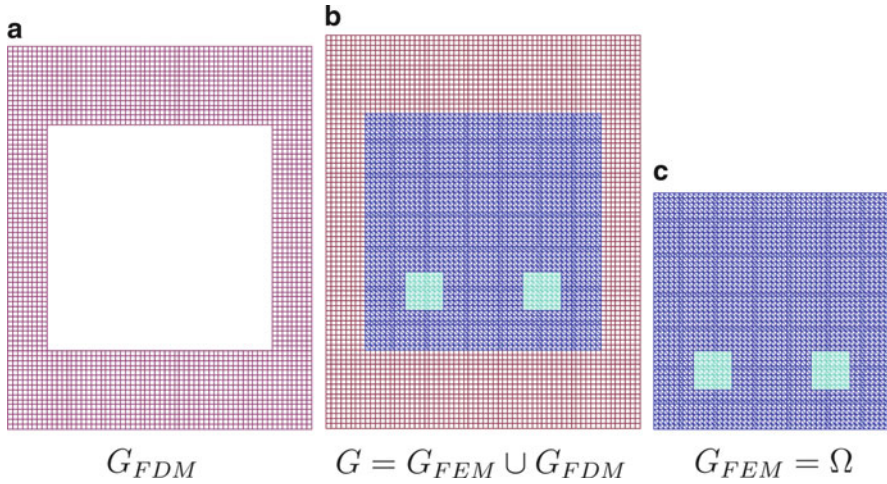 a
b
c
G_{FDM}
G = G_{FEM} ∪ G_{FDM}
G_{FEM} = Ω